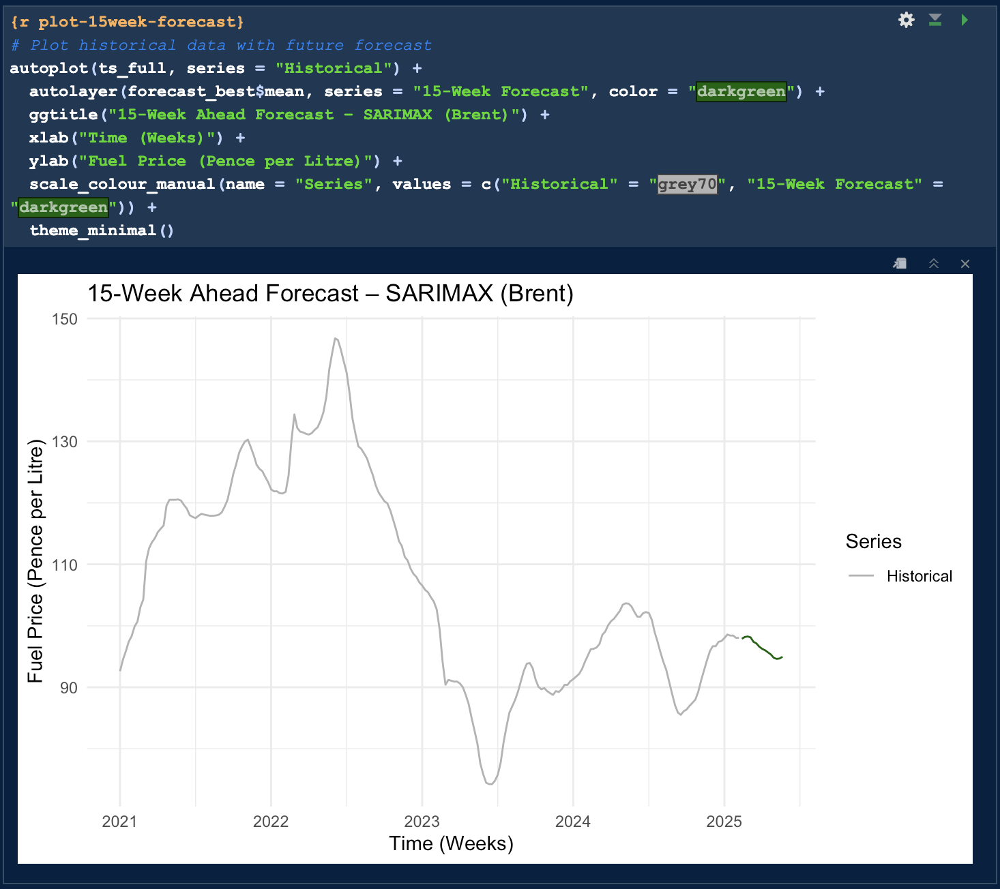 {r plot-15week-forecast}
# Plot historical data with future forecast
autoplot(ts_full, series = "Historical") +
  autolayer(forecast_best$mean, series = "15-Week Forecast", color = "darkgreen") +
  ggtitle("15-Week Ahead Forecast – SARIMAX (Brent)") +
  xlab("Time (Weeks)") +
  ylab("Fuel Price (Pence per Litre)") +
  scale_colour_manual(name = "Series", values = c("Historical" = "grey70", "15-Week Forecast" =
"darkgreen")) +
  theme_minimal()
15-Week Ahead Forecast – SARIMAX (Brent)
150
130
110
90
Fuel Price (Pence per Litre)
Series
Historical
2021 2022 2023 2024 2025
Time (Weeks)